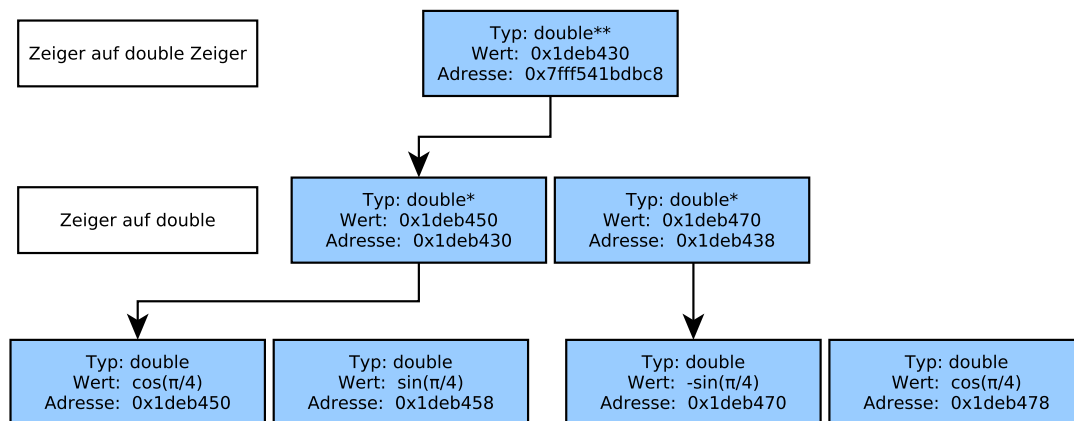 Zeiger auf double Zeiger
Typ: double**
Wert: 0x1deb430
Adresse: 0x7fff541bdbc8
Zeiger auf double
Typ: double*
Wert: 0x1deb450
Adresse: 0x1deb430
Typ: double*
Wert: 0x1deb470
Adresse: 0x1deb438
Typ: double
Wert: cos(π/4)
Adresse: 0x1deb450
Typ: double
Wert: sin(π/4)
Adresse: 0x1deb458
Typ: double
Wert: -sin(π/4)
Adresse: 0x1deb470
Typ: double
Wert: cos(π/4)
Adresse: 0x1deb478